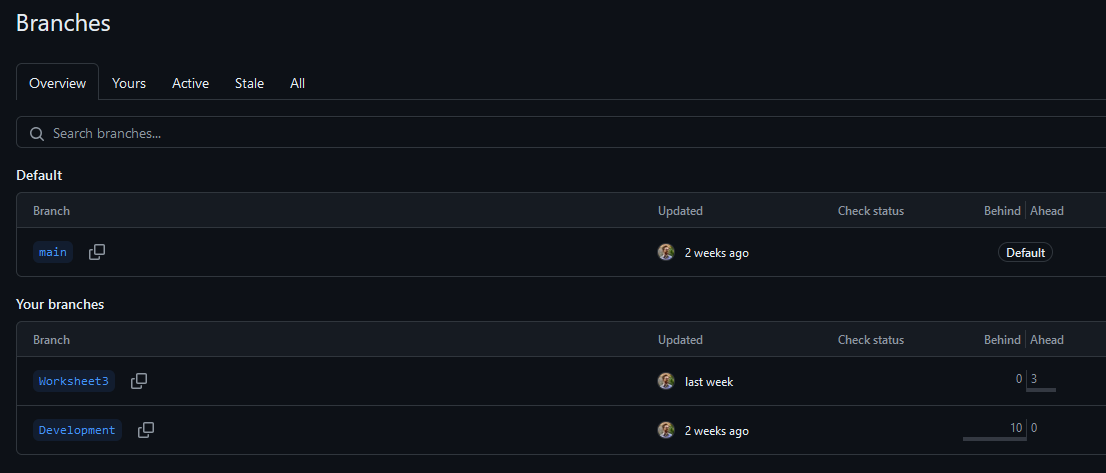 Branches
Overview Yours Active Stale All
Search branches...
Default
Branch Updated Check status Behind Ahead
main 2 weeks ago Default
Your branches
Branch Updated Check status Behind Ahead
Worksheet3 last week 0 3
Development 2 weeks ago 10 0